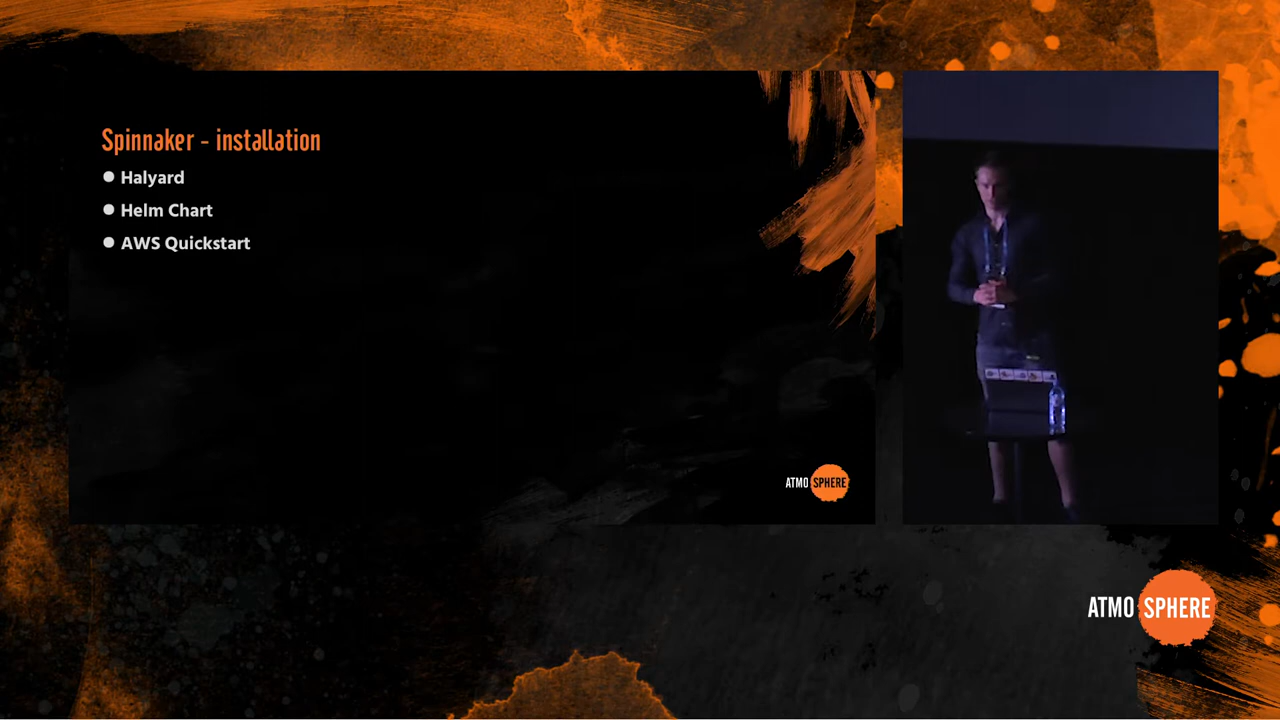 Spinnaker - installation
Halyard
Helm Chart
AWS Quickstart
ATMO SPHERE
ATMO SPHERE